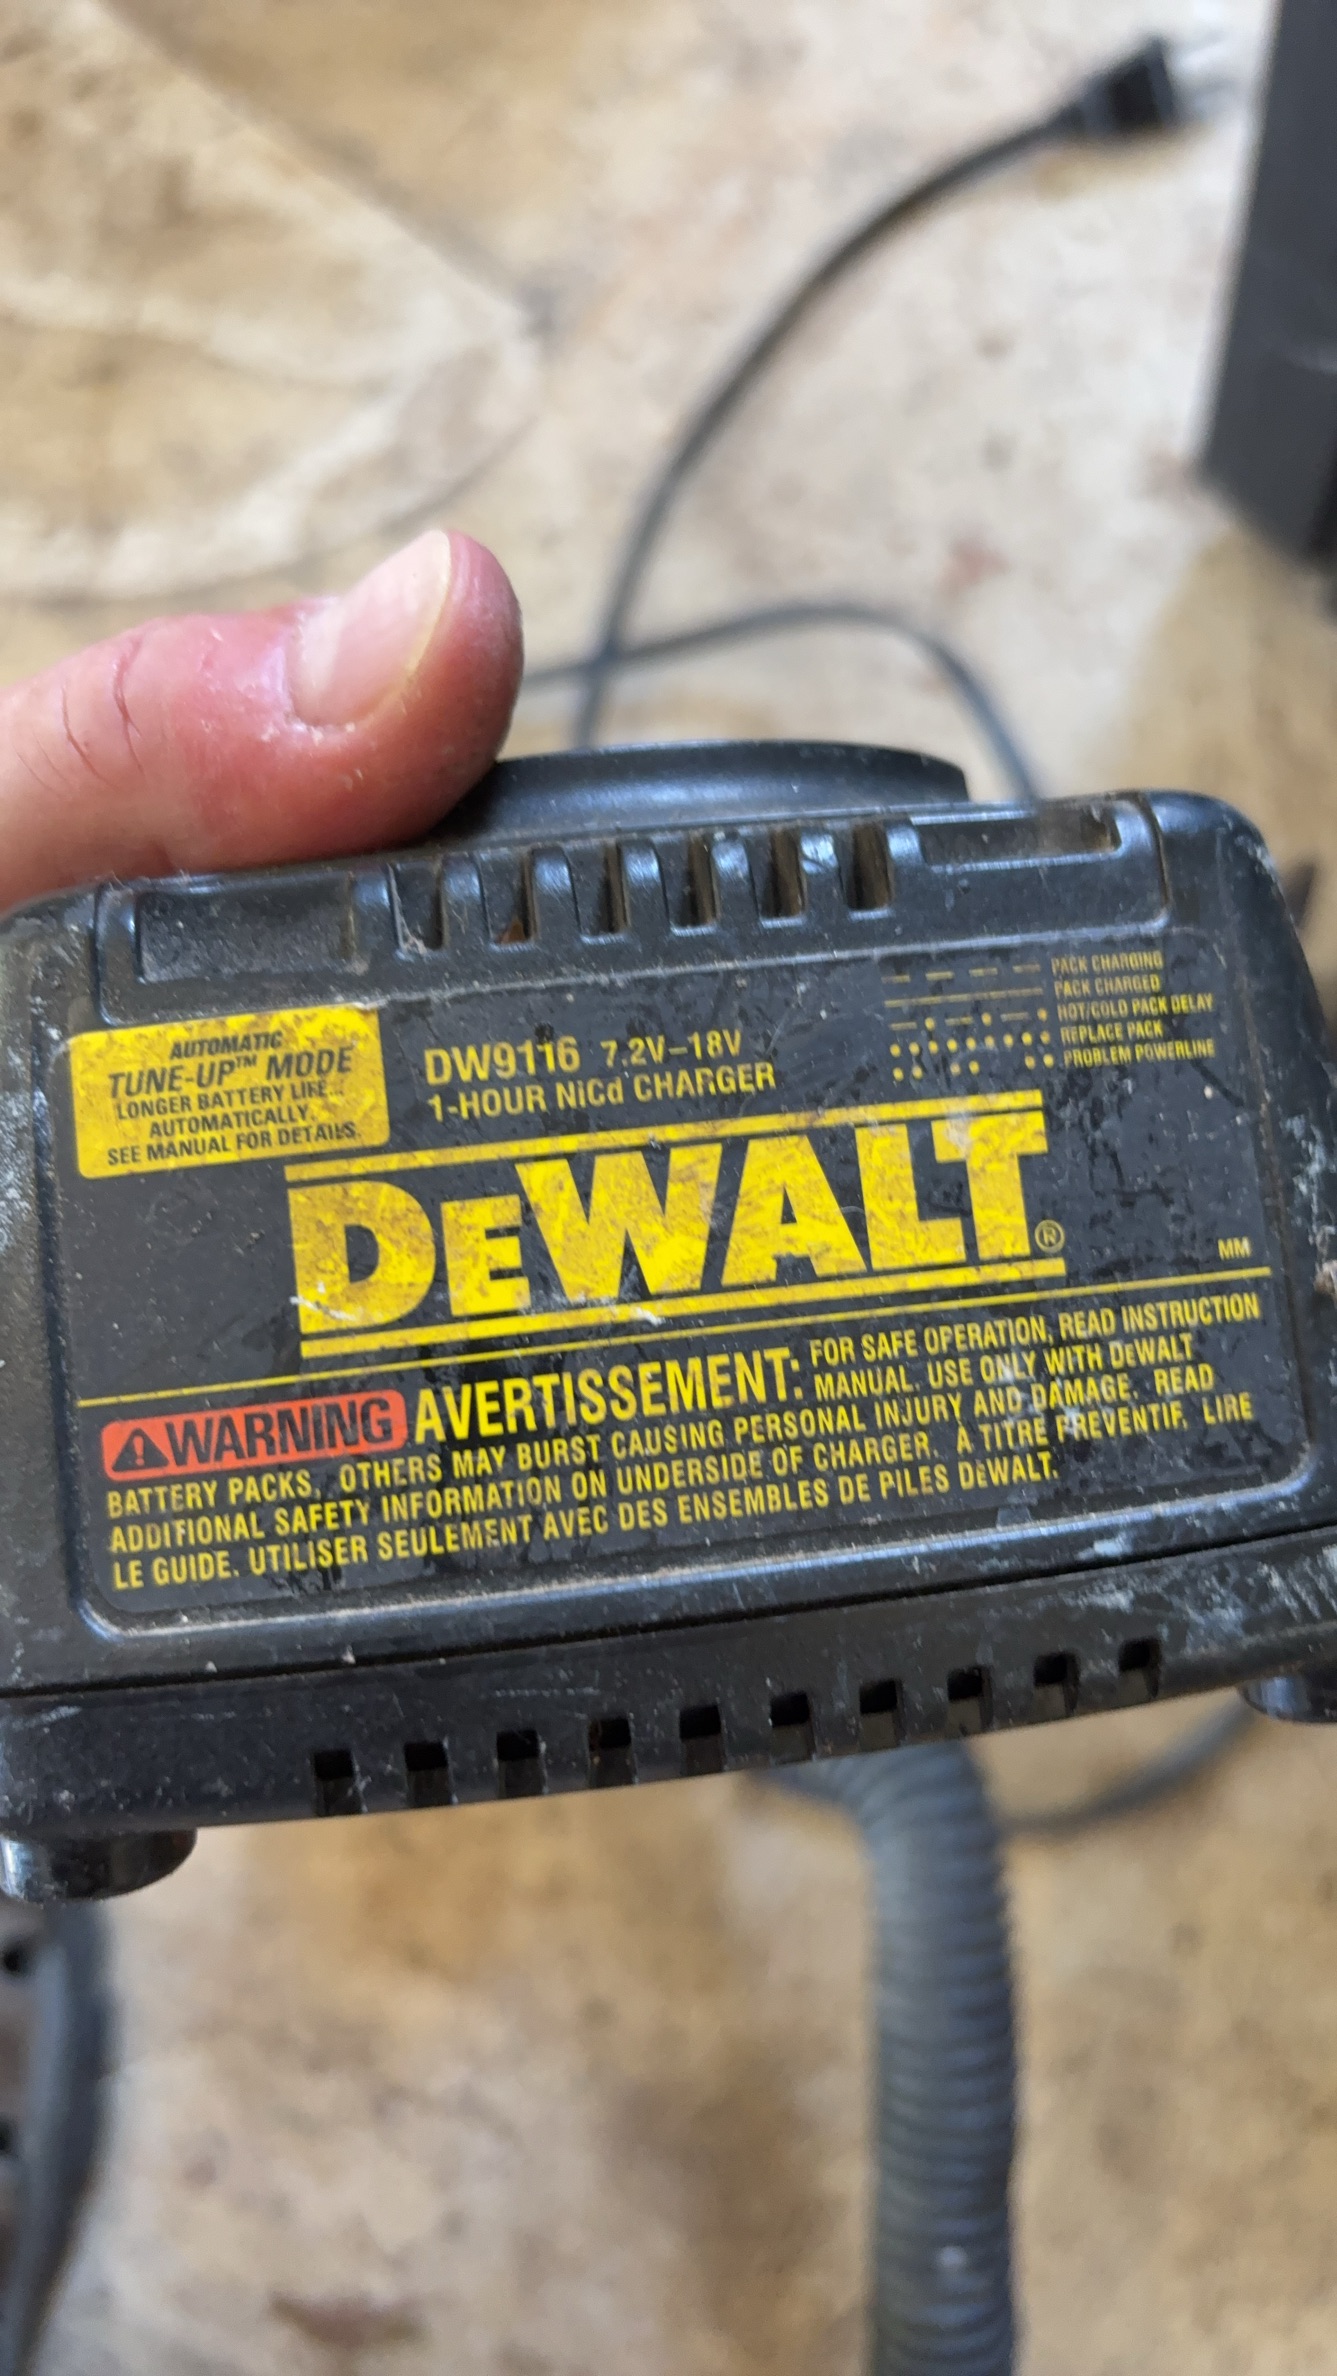 AUTOMATIC
TUNE-UP™ MODE
LONGER BATTERY LIFE...
AUTOMATICALLY.
SEE MANUAL FOR DETAILS.
DW9116 7.2V–18V
1-HOUR NiCd CHARGER
PACK CHARGING
PACK CHARGED
HOT/COLD PACK DELAY
REPLACE PACK
PROBLEM POWERLINE
DEWALT®
MM
WARNING AVERTISSEMENT: FOR SAFE OPERATION, READ INSTRUCTION
MANUAL. USE ONLY WITH DEWALT
BATTERY PACKS. OTHERS MAY BURST CAUSING PERSONAL INJURY AND DAMAGE. READ
ADDITIONAL SAFETY INFORMATION ON UNDERSIDE OF CHARGER. À TITRE PREVENTIF, LIRE
LE GUIDE. UTILISER SEULEMENT AVEC DES ENSEMBLES DE PILES DEWALT.